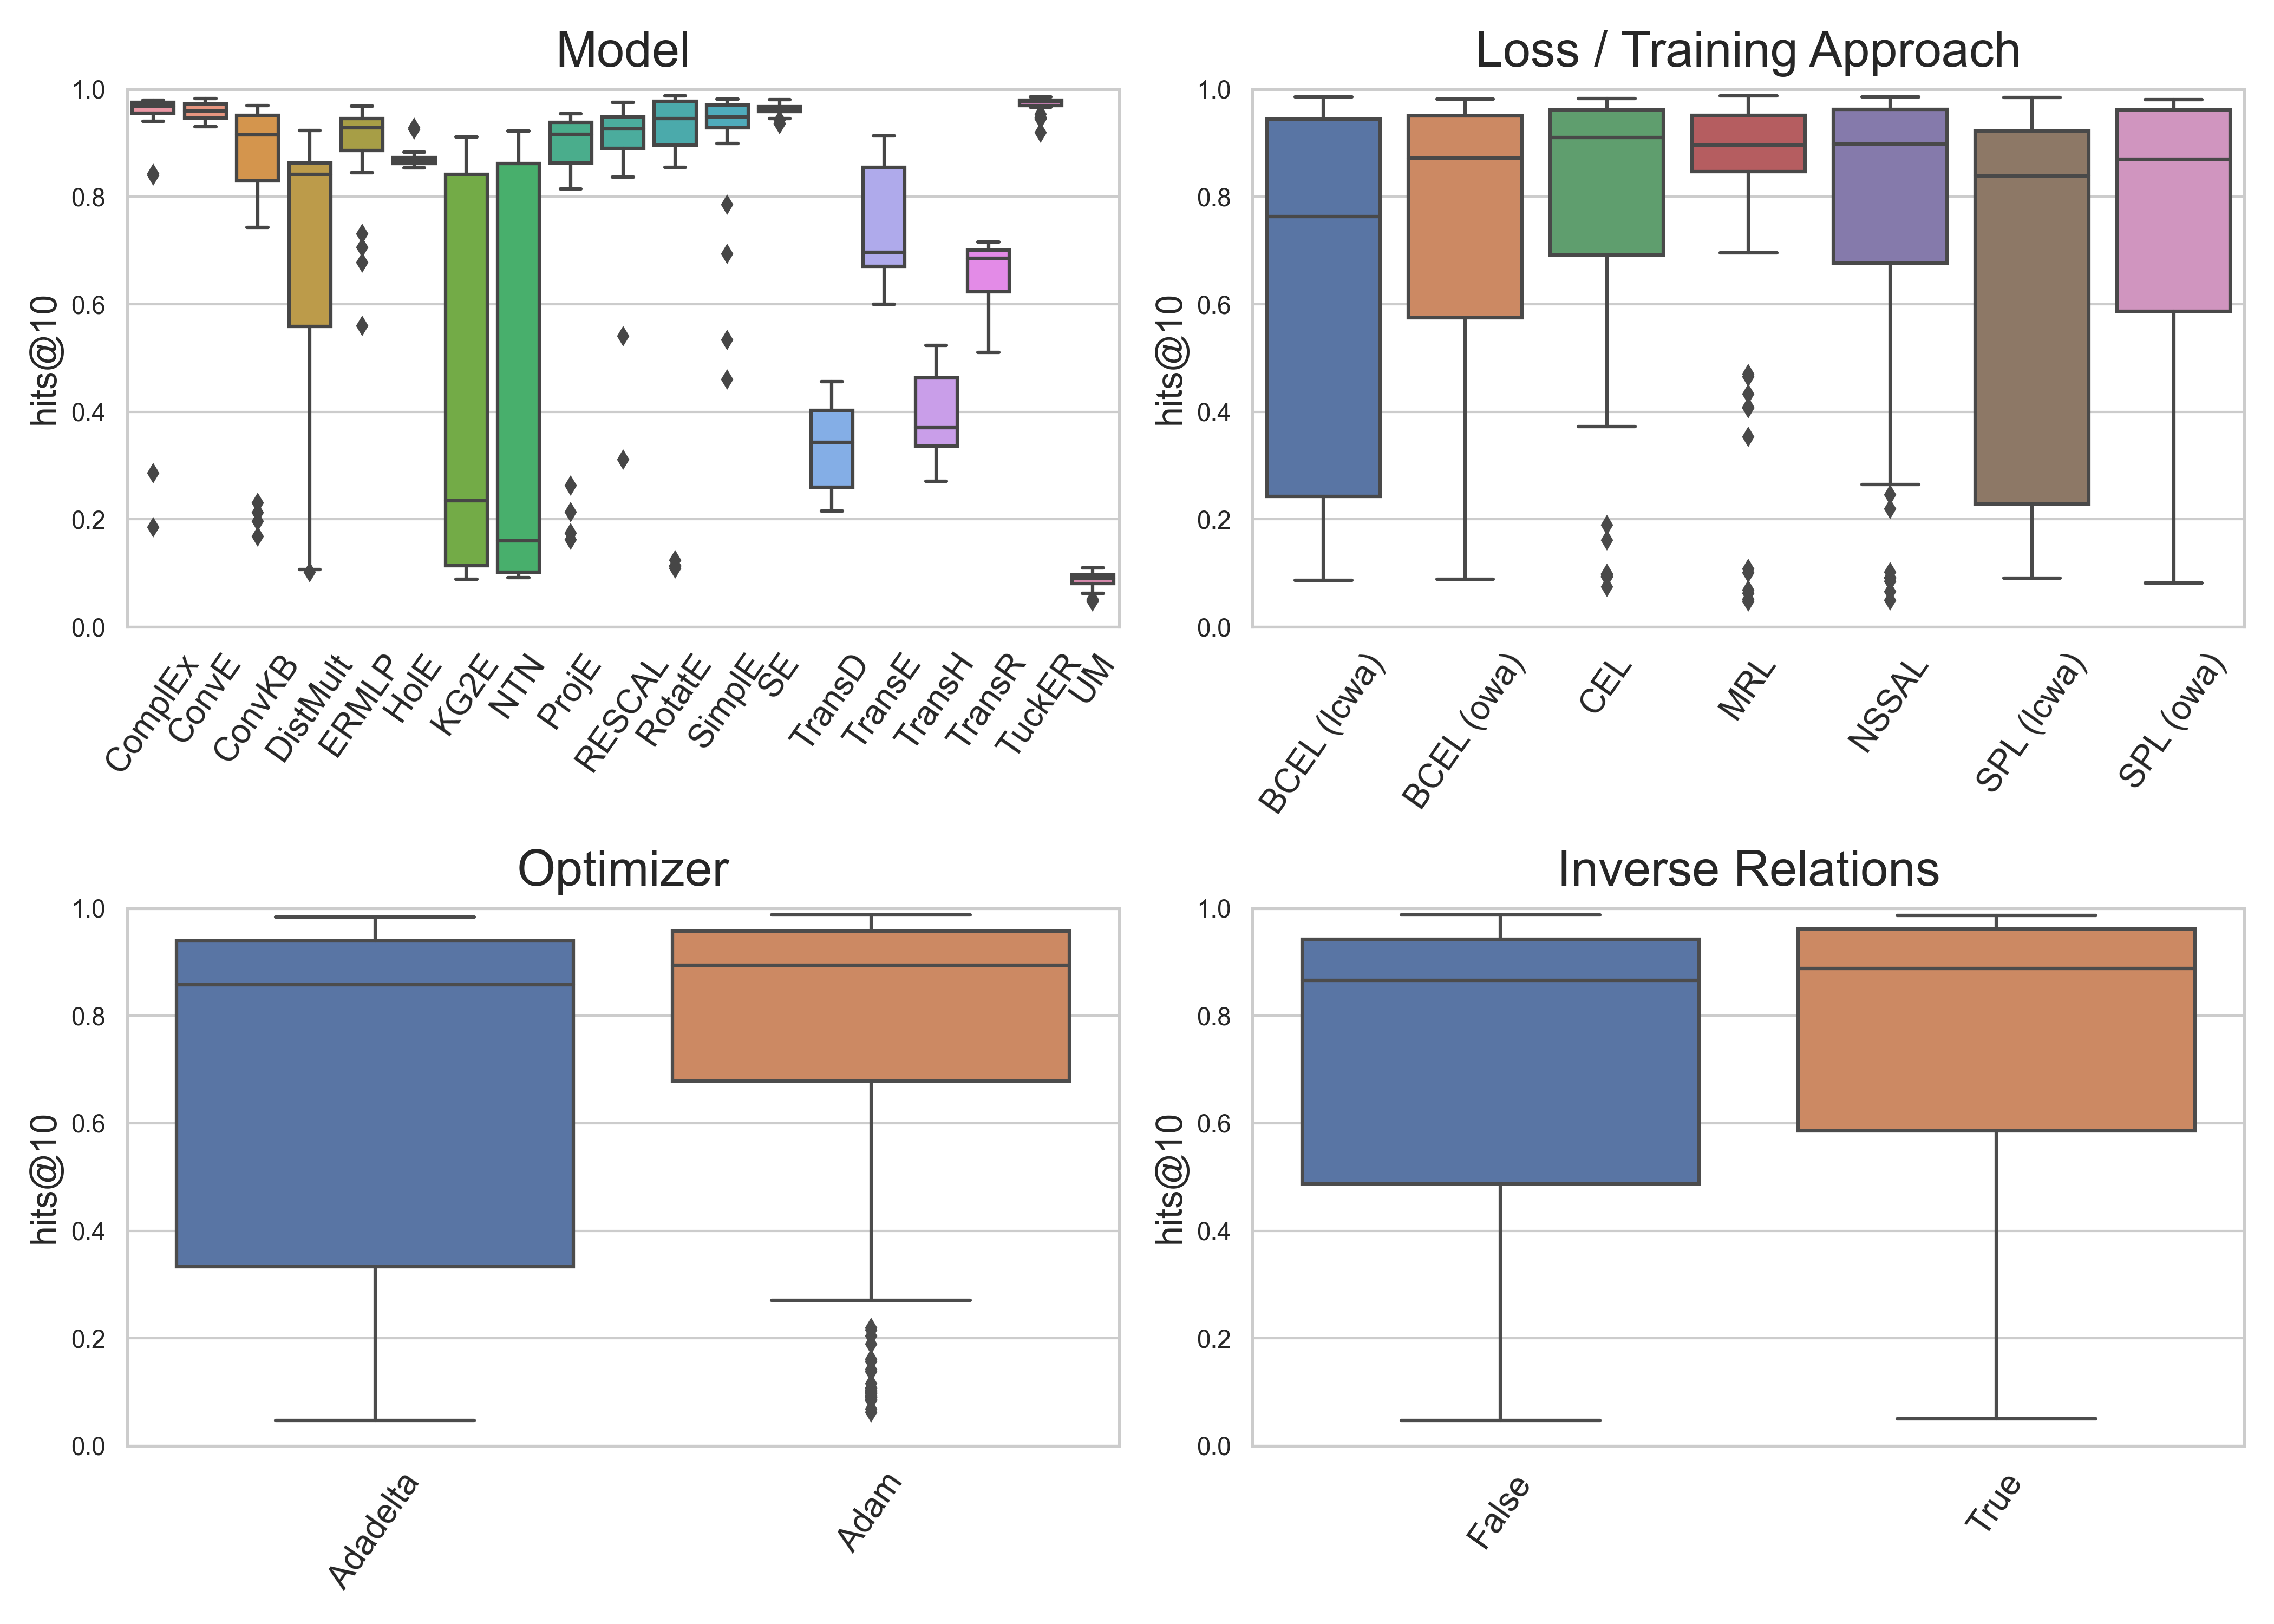 Model
hits@10
1.0
0.8
0.6
0.4
0.2
0.0
ComplEx
ConvE
ConvKB
DistMult
ERMLP
HolE
KG2E
NTN
ProjE
RESCAL
RotatE
SimplE
SE
TransD
TransE
TransH
TransR
TuckER
UM
Loss / Training Approach
hits@10
1.0
0.8
0.6
0.4
0.2
0.0
BCEL (lcwa)
BCEL (owa)
CEL
MRL
NSSAL
SPL (lcwa)
SPL (owa)
Optimizer
hits@10
1.0
0.8
0.6
0.4
0.2
0.0
Adadelta
Adam
Inverse Relations
hits@10
1.0
0.8
0.6
0.4
0.2
0.0
False
True